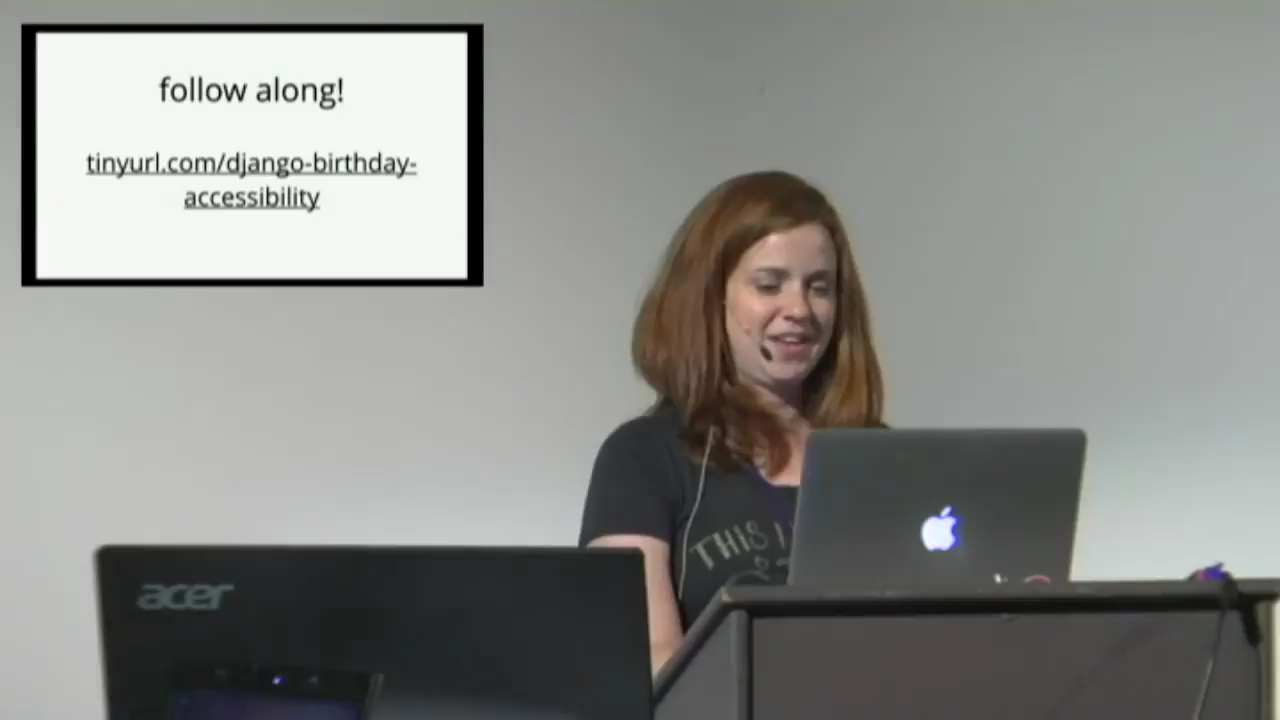 follow along!
tinyurl.com/django-birthday-
accessibility
THIS
acer